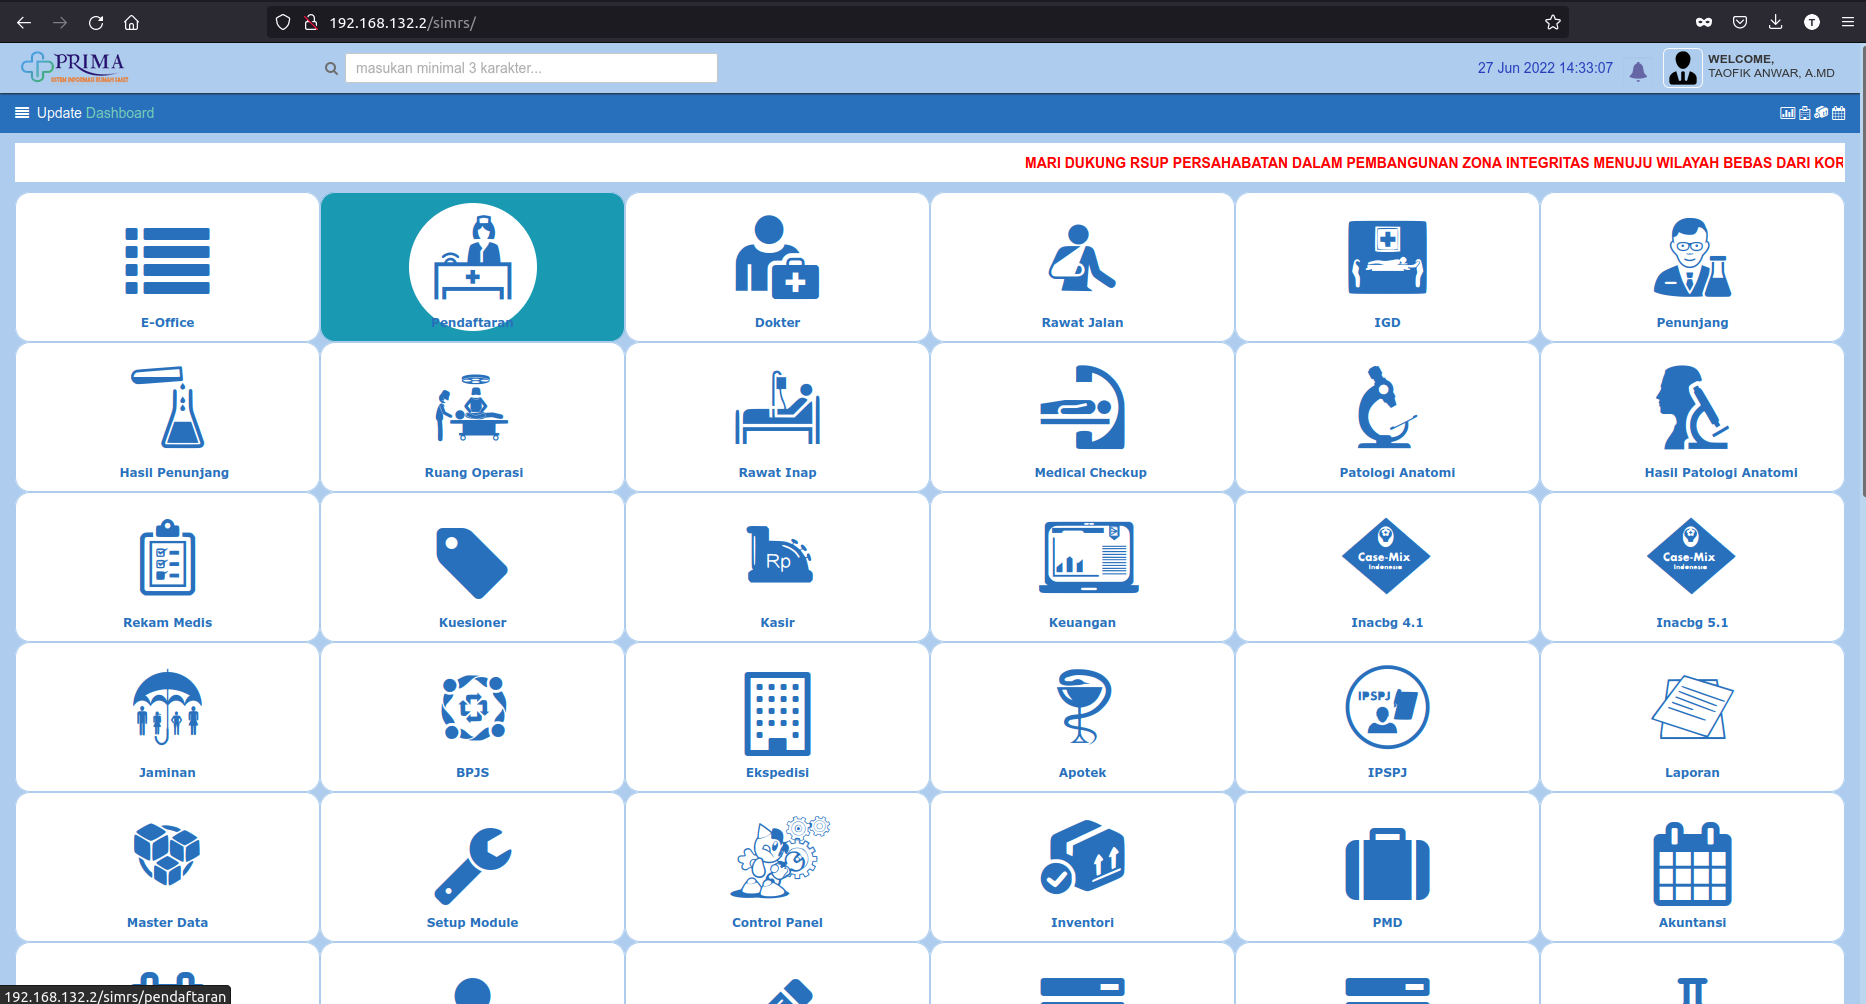 192.168.132.2/simrs/
PRIMA
SISTEM INFORMASI RUMAH SAKIT
masukan minimal 3 karakter...
27 Jun 2022 14:33:07
WELCOME,
TAOFIK ANWAR, A.MD
Update Dashboard
MARI DUKUNG RSUP PERSAHABATAN DALAM PEMBANGUNAN ZONA INTEGRITAS MENUJU WILAYAH BEBAS DARI KOR
E-Office
Pendaftaran
Dokter
Rawat Jalan
IGD
Penunjang
Hasil Penunjang
Ruang Operasi
Rawat Inap
Medical Checkup
Patologi Anatomi
Hasil Patologi Anatomi
Rp
Case-Mix
Indonesia
Case-Mix
Indonesia
Rekam Medis
Kuesioner
Kasir
Keuangan
Inacbg 4.1
Inacbg 5.1
IPSPJ
Jaminan
BPJS
Ekspedisi
Apotek
IPSPJ
Laporan
Master Data
Setup Module
Control Panel
Inventori
PMD
Akuntansi
192.168.132.2/simrs/pendaftaran
T